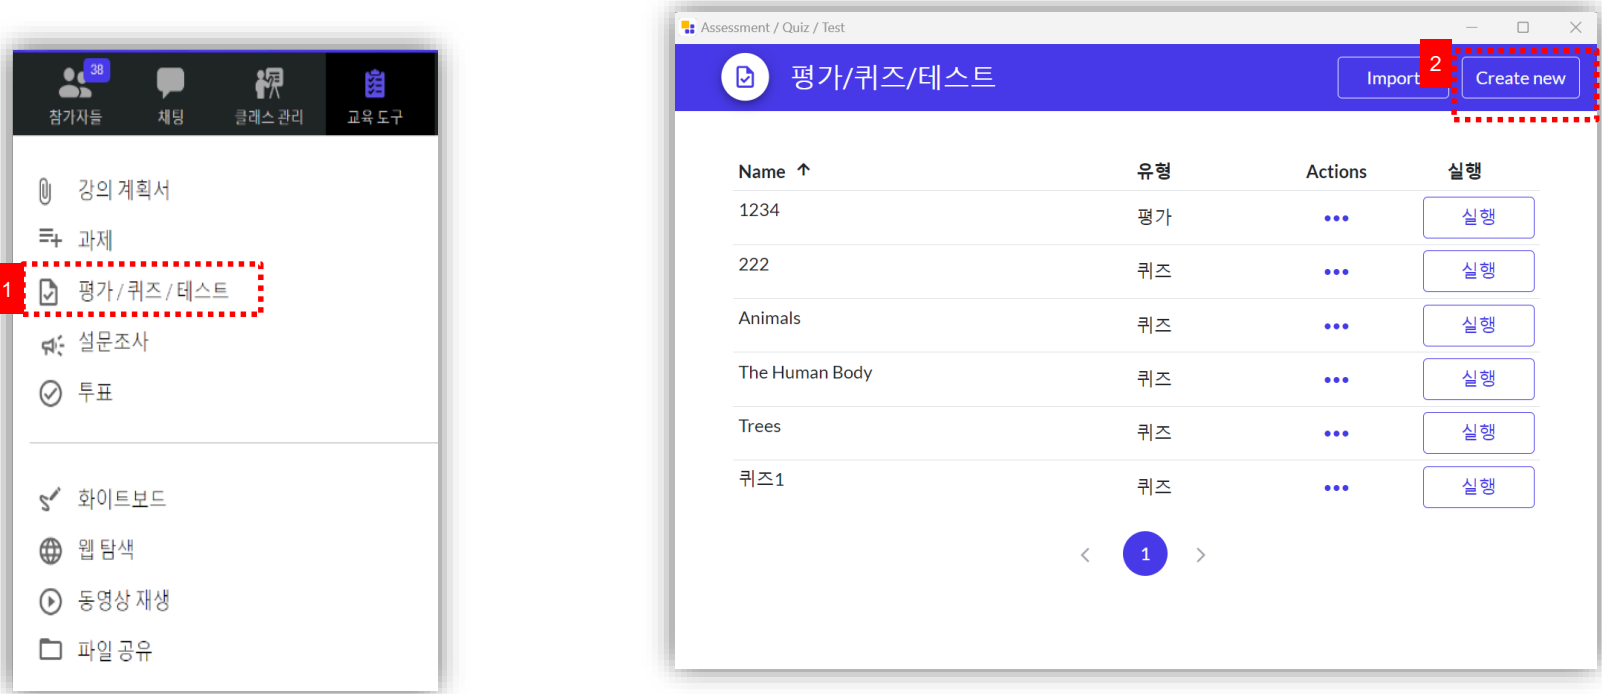 38
참가자들 채팅 클래스 관리 교육 도구
강의 계획서
과제
1 평가 / 퀴즈 / 테스트
설문조사
투표
화이트보드
웹 탐색
동영상 재생
파일 공유
Assessment / Quiz / Test
평가/퀴즈/테스트 Import 2 Create new
Name 유형 Actions 실행
1234 평가 실행
222 퀴즈 실행
Animals 퀴즈 실행
The Human Body 퀴즈 실행
Trees 퀴즈 실행
퀴즈1 퀴즈 실행
1